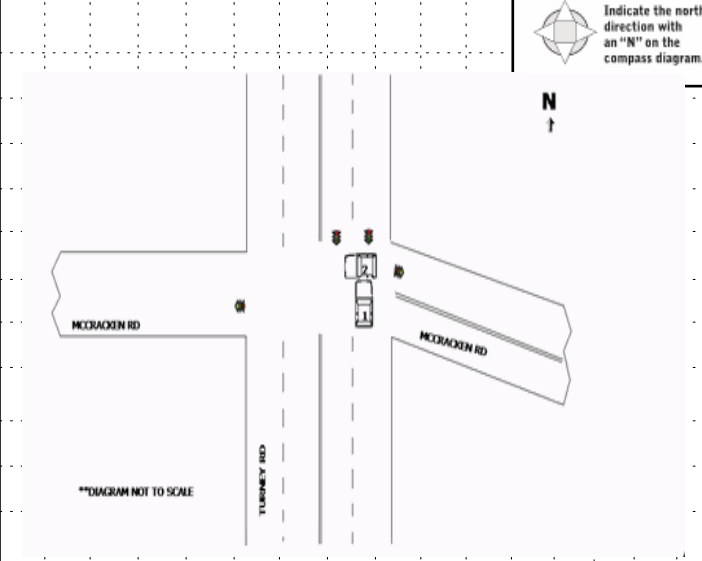 Indicate the north
direction with
an "N" on the
compass diagram.
N
2
1
MCCRACKEN RD
MCCRACKEN RD
TURNEY RD
**DIAGRAM NOT TO SCALE